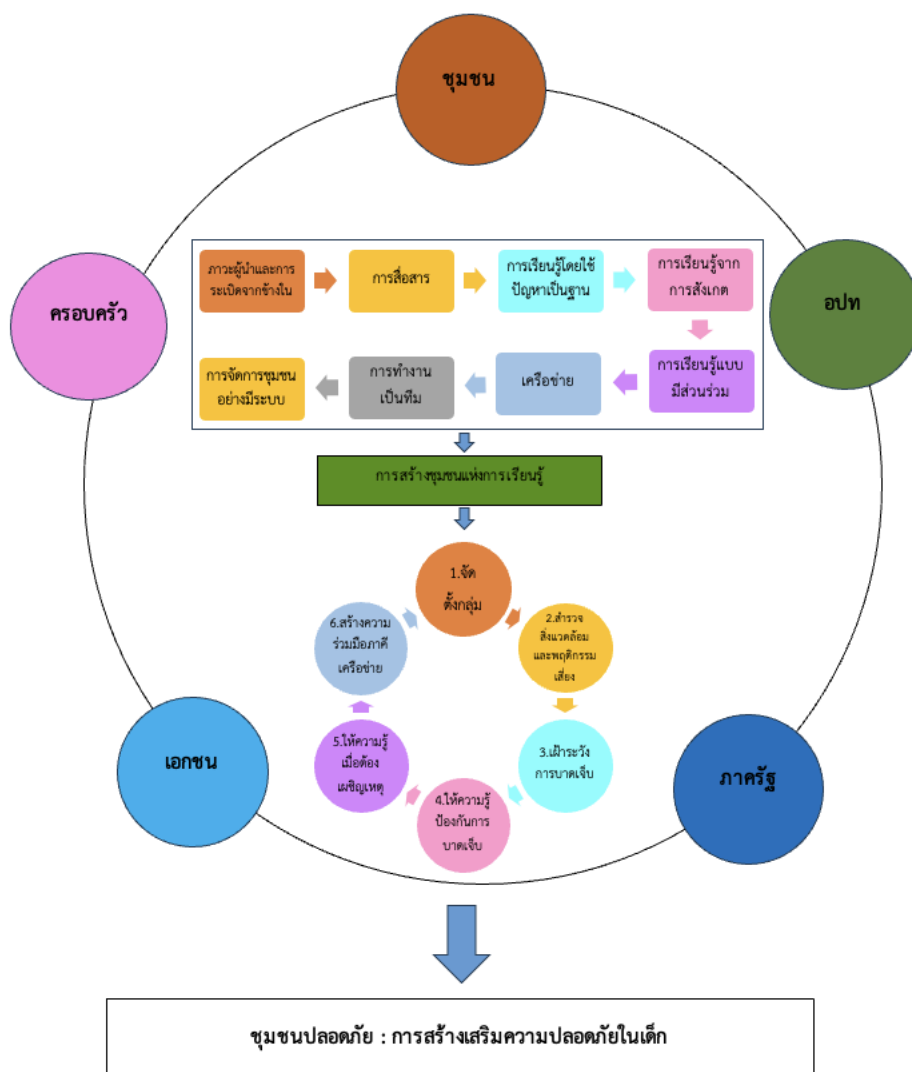 ชุมชน
ครอบครัว
อปท
ภาวะผู้นำและการ
ระเบิดจากข้างใน
การสื่อสาร
การเรียนรู้โดยใช้
ปัญหาเป็นฐาน
การเรียนรู้จาก
การสังเกต
การเรียนรู้แบบ
มีส่วนร่วม
เครือข่าย
การทำงาน
เป็นทีม
การจัดการชุมชน
อย่างมีระบบ
การสร้างชุมชนแห่งการเรียนรู้
1.จัด
ตั้งกลุ่ม
2.สำรวจ
สิ่งแวดล้อม
และพฤติกรรม
เสี่ยง
3.เฝ้าระวัง
การบาดเจ็บ
4.ให้ความรู้
ป้องกันการ
บาดเจ็บ
5.ให้ความรู้
เมื่อต้อง
เผชิญเหตุ
6.สร้างความ
ร่วมมือภาคี
เครือข่าย
เอกชน
ภาครัฐ
ชุมชนปลอดภัย : การสร้างเสริมความปลอดภัยในเด็ก